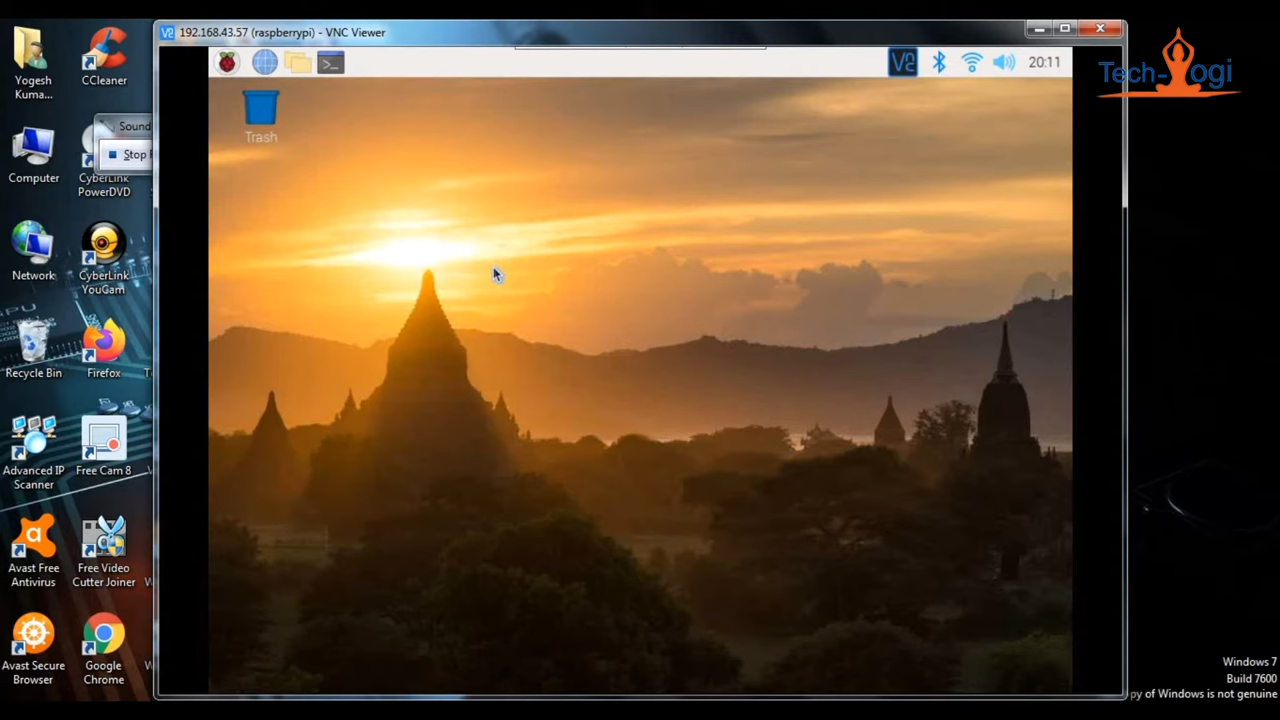 192.168.43.57 (raspberrypi) - VNC Viewer
Tech-Yogi
20:11
Trash
Yogesh
Kuma...
CCleaner
Sound
Stop
Computer
CyberLink
PowerDVD
Network
CyberLink
YouCam
Recycle Bin
Firefox
Advanced IP
Scanner
Free Cam 8
Avast Free
Antivirus
Free Video
Cutter Joiner
Avast Secure
Browser
Google
Chrome
Windows 7
Build 7600
py of Windows is not genuine